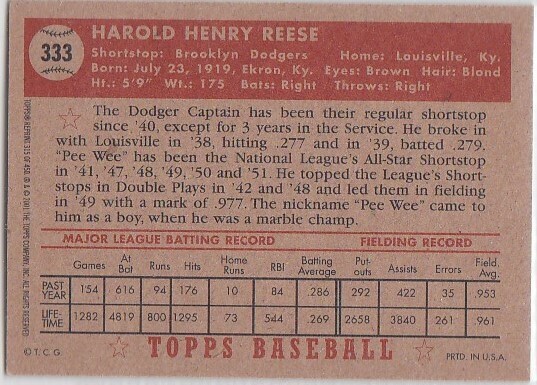 333
HAROLD HENRY REESE
Shortstop: Brooklyn Dodgers Home: Louisville, Ky.
Born: July 23, 1919, Ekron, Ky. Eyes: Brown Hair: Blond
Ht.: 5'9" Wt.: 175 Bats: Right Throws: Right
The Dodger Captain has been their regular shortstop
since '40, except for 3 years in the Service. He broke in
with Louisville in '38, hitting .277 and in '39, batted .279.
"Pee Wee" has been the National League's All-Star Shortstop
in '41, '47, '48, '49, '50 and '51. He topped the League's Short-
stops in Double Plays in '42 and '48 and led them in fielding
in '49 with a mark of .977. The nickname "Pee Wee" came to
him as a boy, when he was a marble champ.
MAJOR LEAGUE BATTING RECORD FIELDING RECORD
Games At Bat Runs Hits Home Runs RBI Batting Average Put-outs Assists Errors Field. Avg.
PAST YEAR 154 616 94 176 10 84 .286 292 422 35 .953
LIFE-TIME 1282 4819 800 1295 73 544 .269 2658 3840 261 .961
© T.C.G TOPPS BASEBALL PRTD. IN U.S.A.